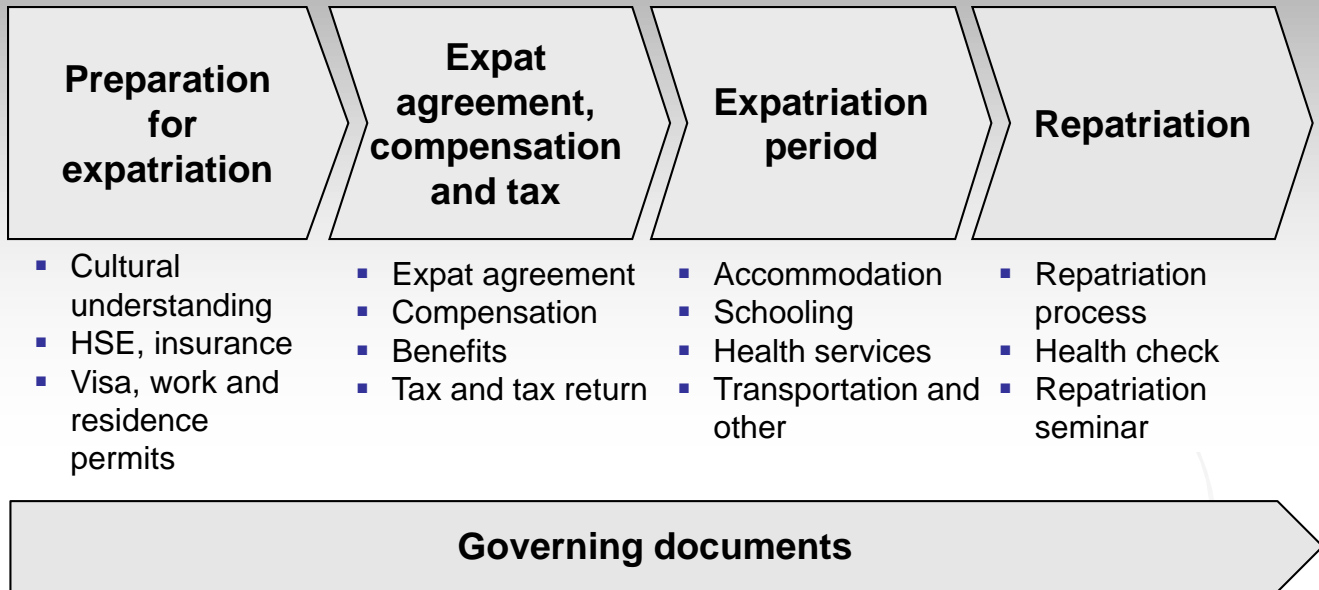 Preparation
for
expatriation
Expat
agreement,
compensation
and tax
Expatriation
period
Repatriation
▪ Cultural
understanding
▪ HSE, insurance
▪ Visa, work and
residence
permits
▪ Expat agreement
▪ Compensation
▪ Benefits
▪ Tax and tax return
▪ Accommodation
▪ Schooling
▪ Health services
▪ Transportation and
other
▪ Repatriation
process
▪ Health check
▪ Repatriation
seminar
Governing documents